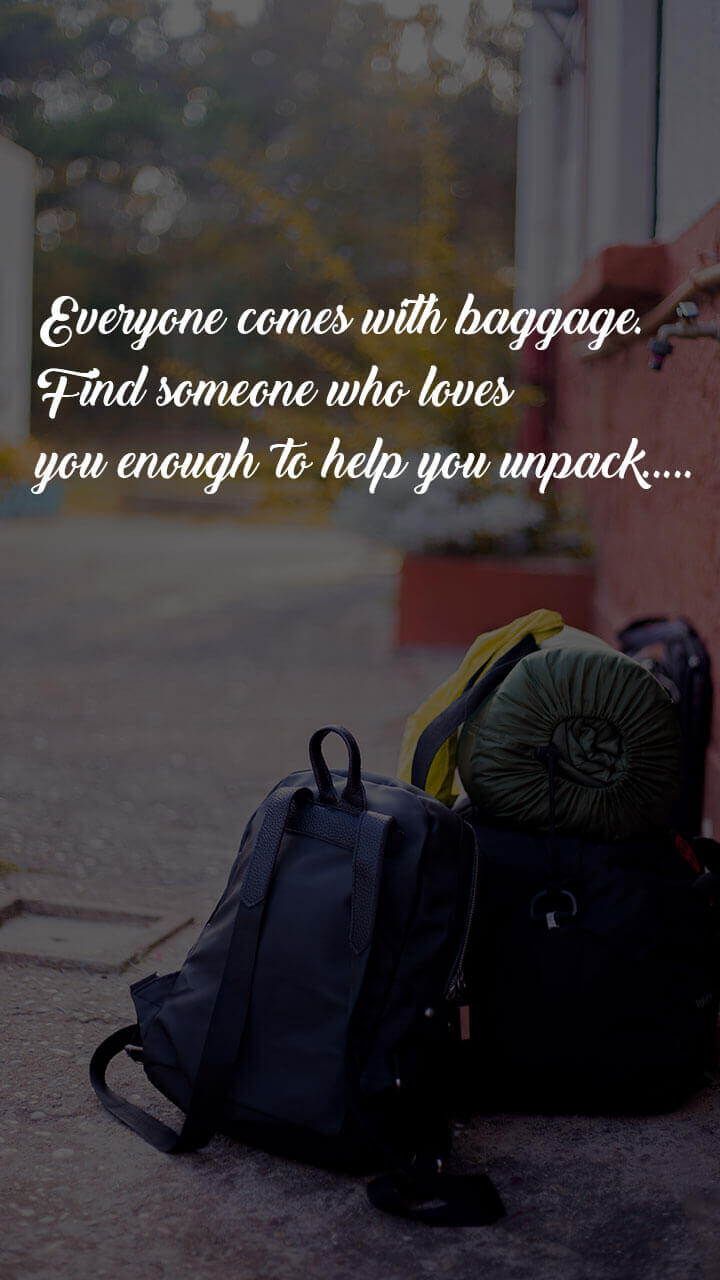 Everyone comes with baggage.
Find someone who loves
you enough to help you unpack.....